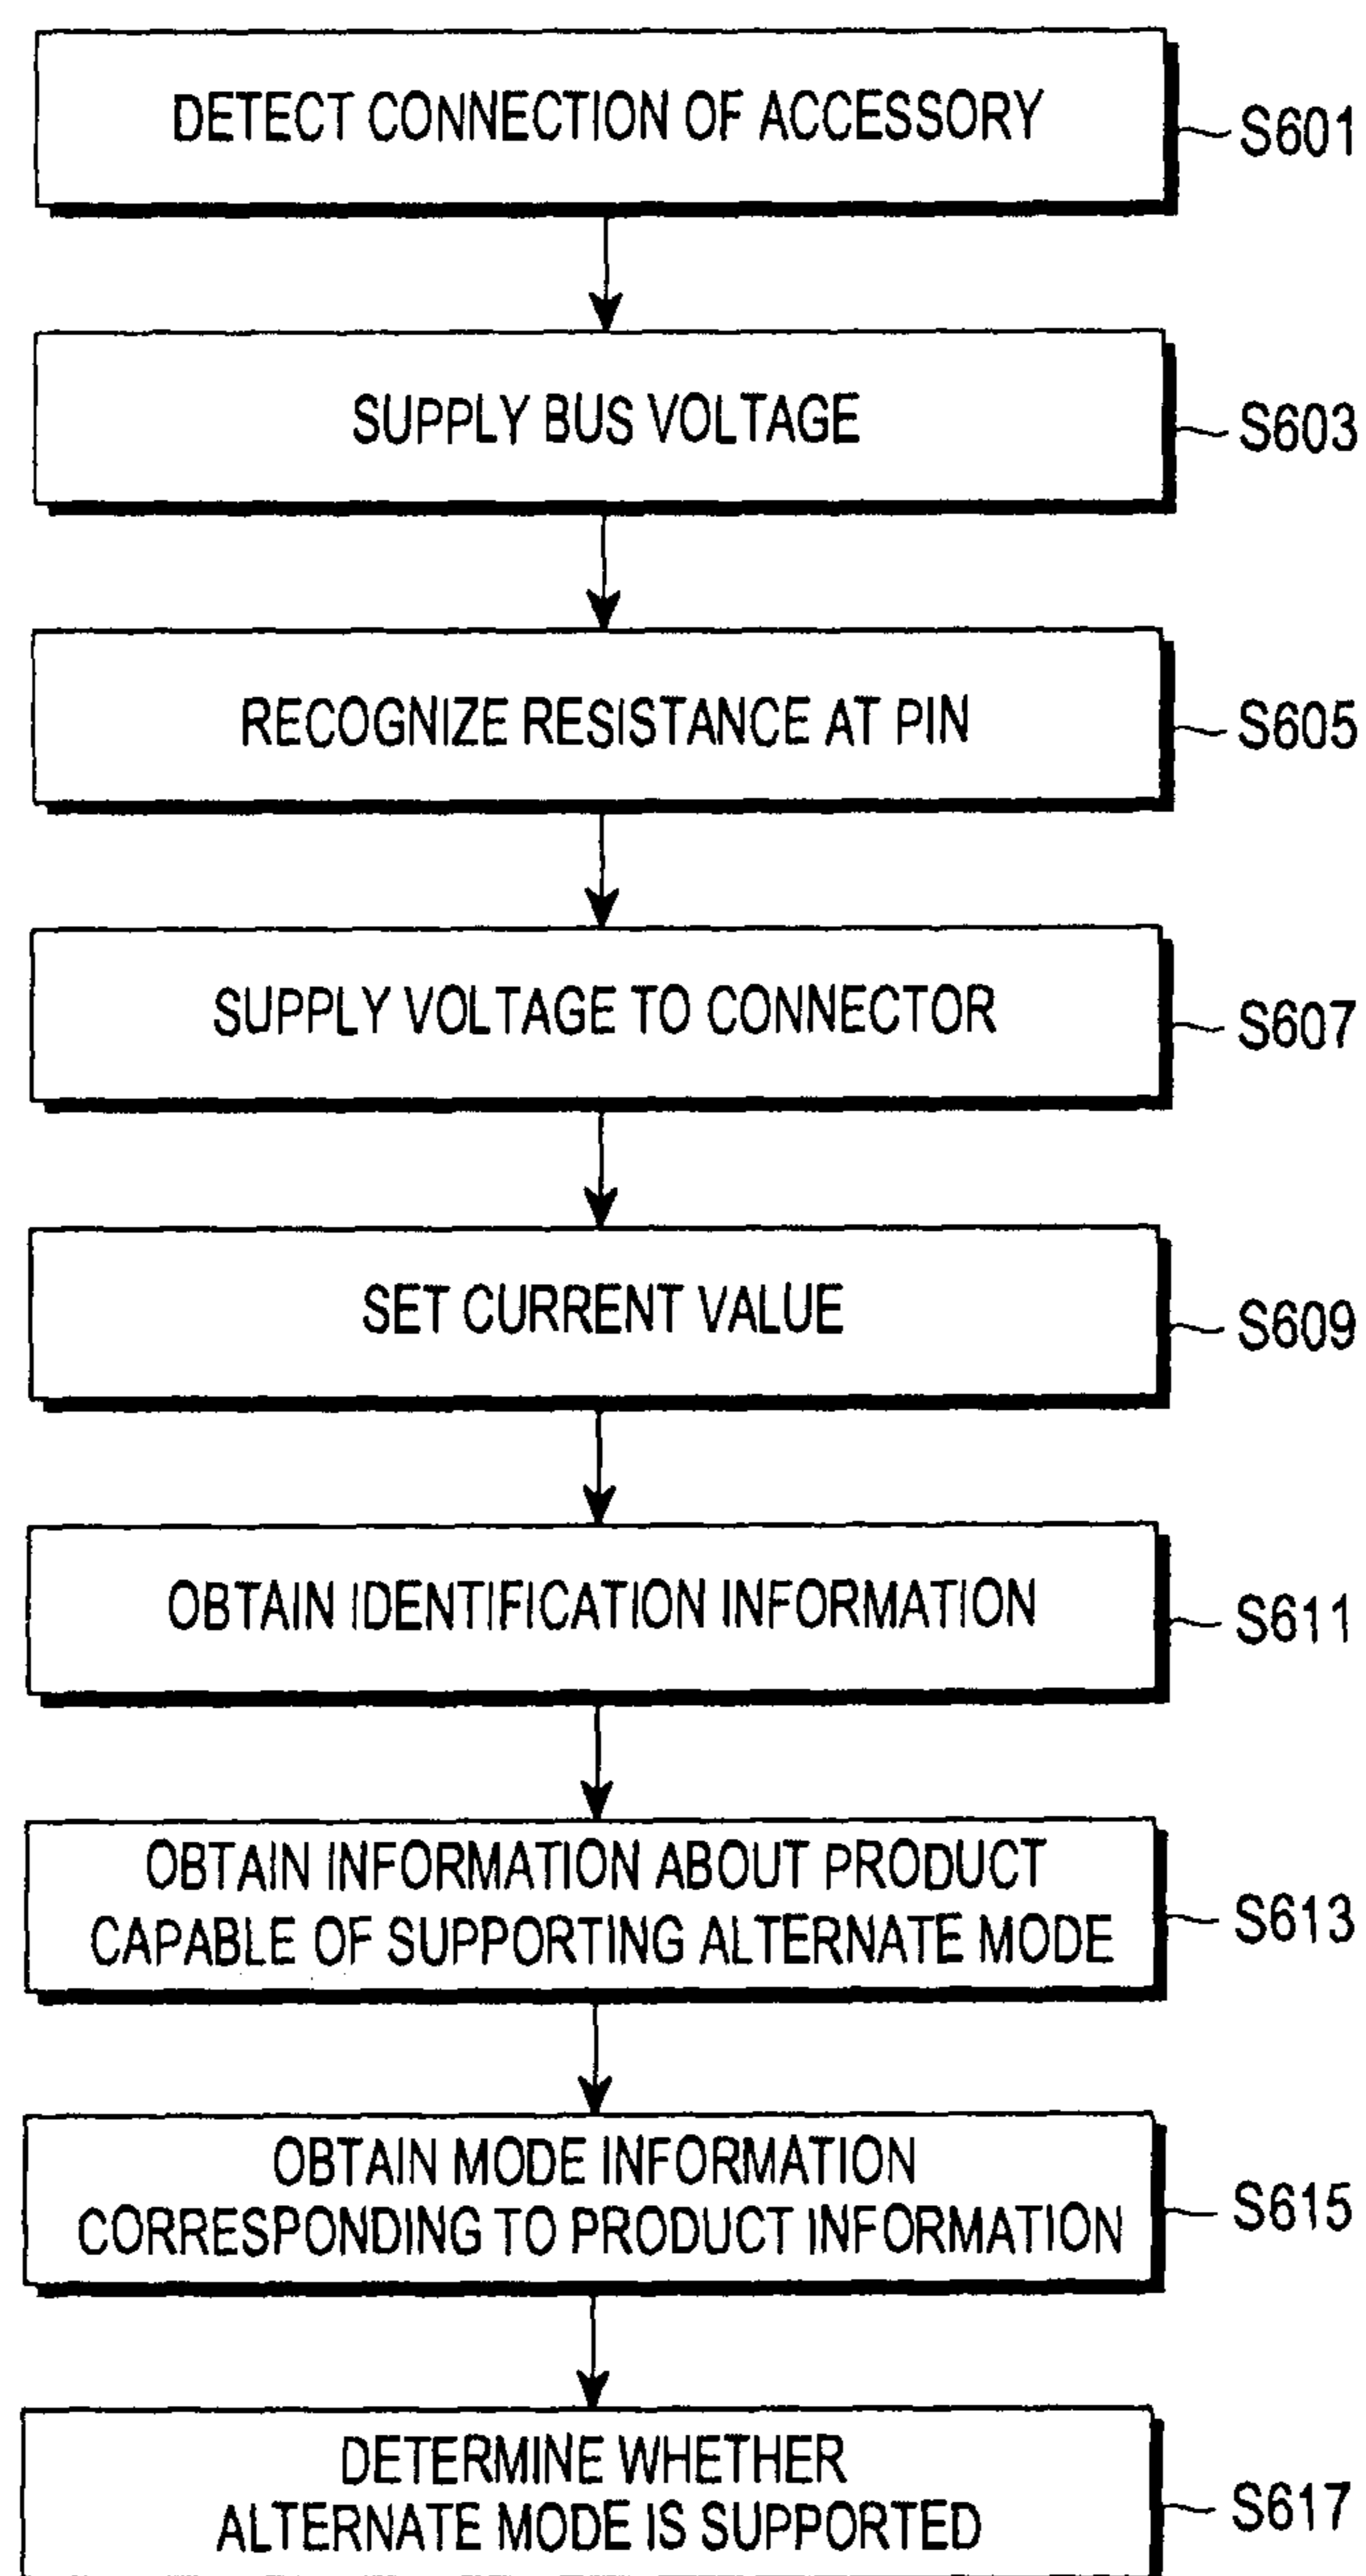 DETECT CONNECTION OF ACCESSORY
S601
SUPPLY BUS VOLTAGE
S603
RECOGNIZE RESISTANCE AT PIN
S605
SUPPLY VOLTAGE TO CONNECTOR
S607
SET CURRENT VALUE
S609
OBTAIN IDENTIFICATION INFORMATION
S611
OBTAIN INFORMATION ABOUT PRODUCT
CAPABLE OF SUPPORTING ALTERNATE MODE
S613
OBTAIN MODE INFORMATION
CORRESPONDING TO PRODUCT INFORMATION
S615
DETERMINE WHETHER
ALTERNATE MODE IS SUPPORTED
S617